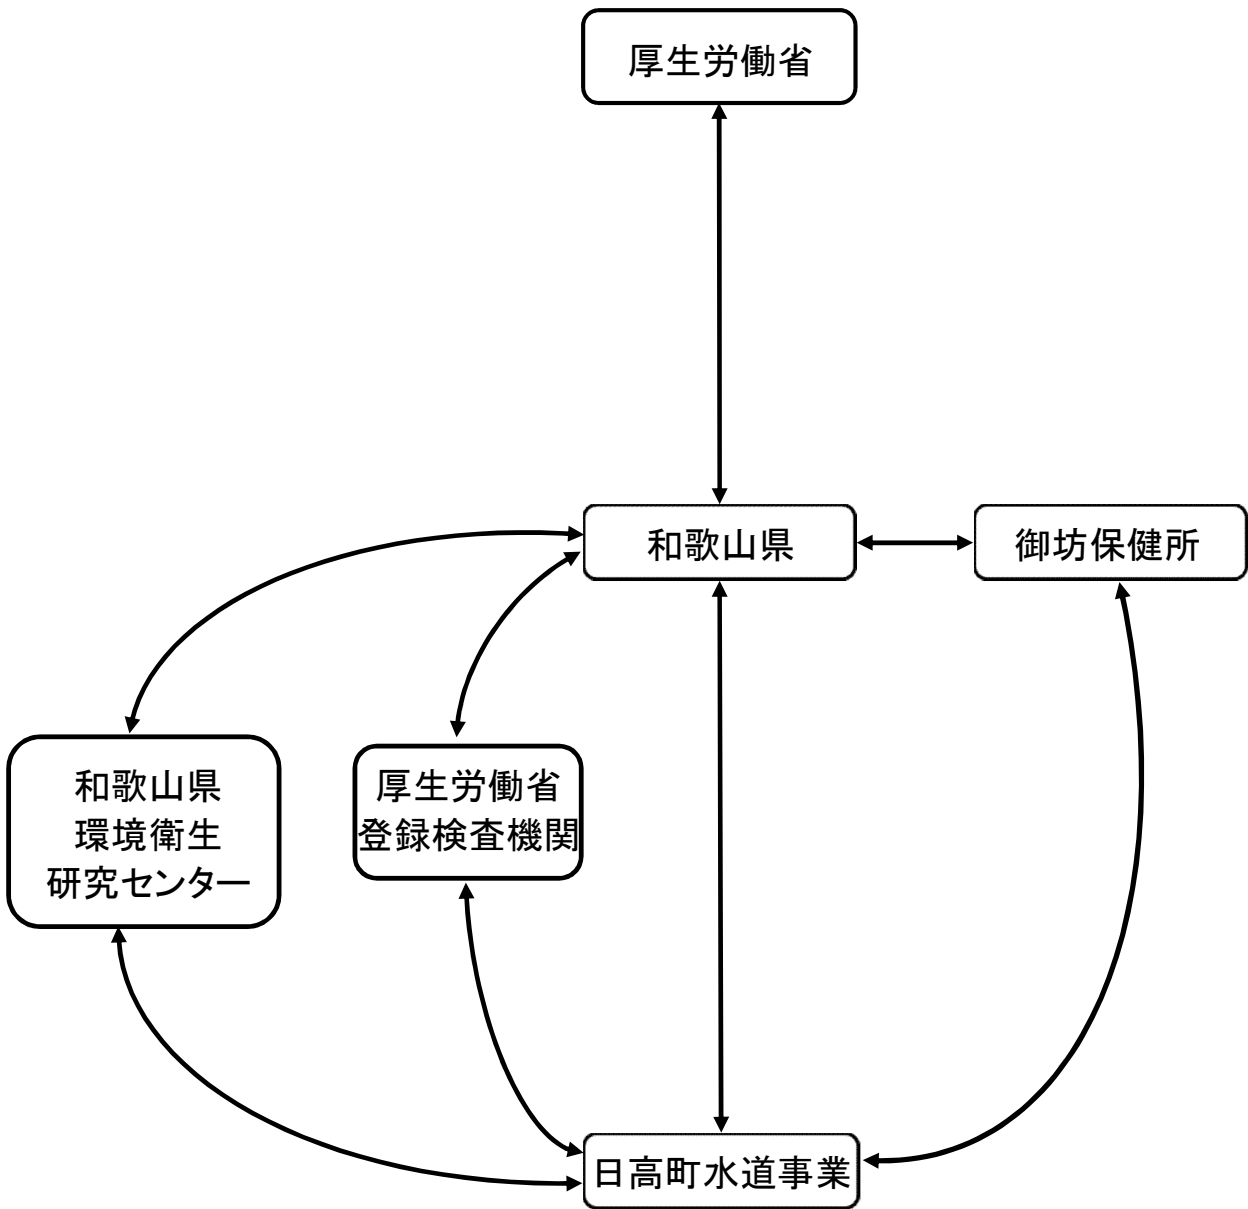 厚生労働省
和歌山県
御坊保健所
和歌山県
環境衛生
研究センター
厚生労働省
登録検査機関
日高町水道事業